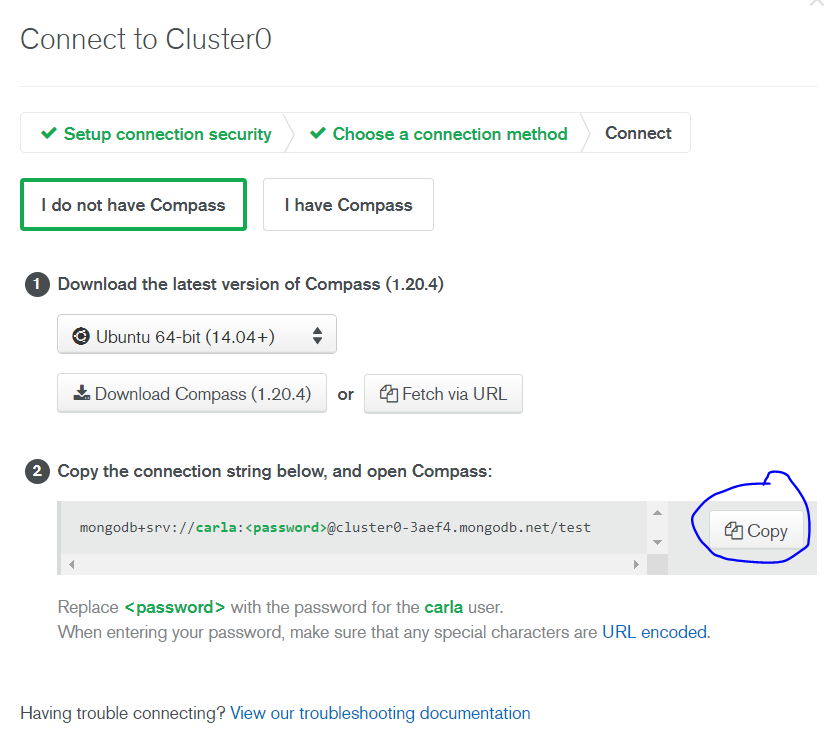 Connect to Cluster0
Setup connection security
Choose a connection method
Connect
I do not have Compass
I have Compass
1 Download the latest version of Compass (1.20.4)
Ubuntu 64-bit (14.04+)
Download Compass (1.20.4) or Fetch via URL
2 Copy the connection string below, and open Compass:
mongodb+srv://carla:<password>@cluster0-3aef4.mongodb.net/test
Copy
Replace <password> with the password for the carla user.
When entering your password, make sure that any special characters are URL encoded.
Having trouble connecting? View our troubleshooting documentation